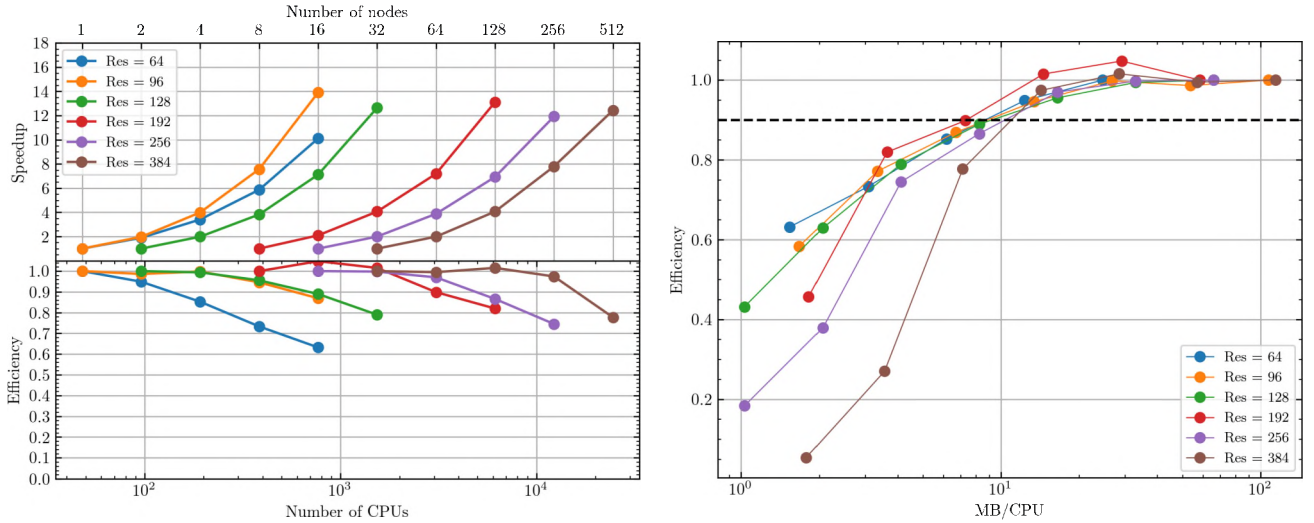 Number of nodes
1 2 4 8 16 32 64 128 256 512
18
16
14
12
10
8
6
4
2
Speedup
Res = 64
Res = 96
Res = 128
Res = 192
Res = 256
Res = 384
1.0
0.9
0.8
0.7
0.6
0.5
0.4
0.3
0.2
0.1
0.0
Efficiency
10² 10³ 10⁴
Number of CPUs
1.0
0.8
0.6
0.4
0.2
Efficiency
Res = 64
Res = 96
Res = 128
Res = 192
Res = 256
Res = 384
10⁰ 10¹ 10²
MB/CPU